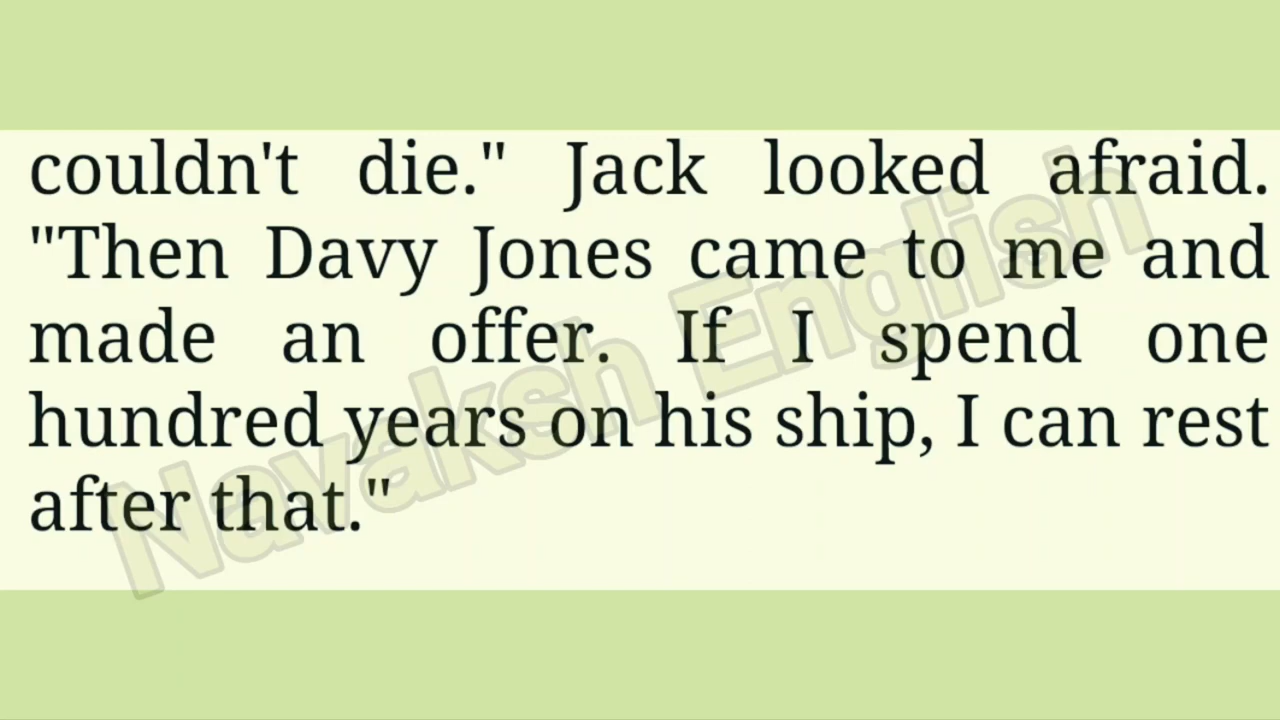 couldn't die." Jack looked afraid.
"Then Davy Jones came to me and
made an offer. If I spend one
hundred years on his ship, I can rest
after that."
Navaksh English